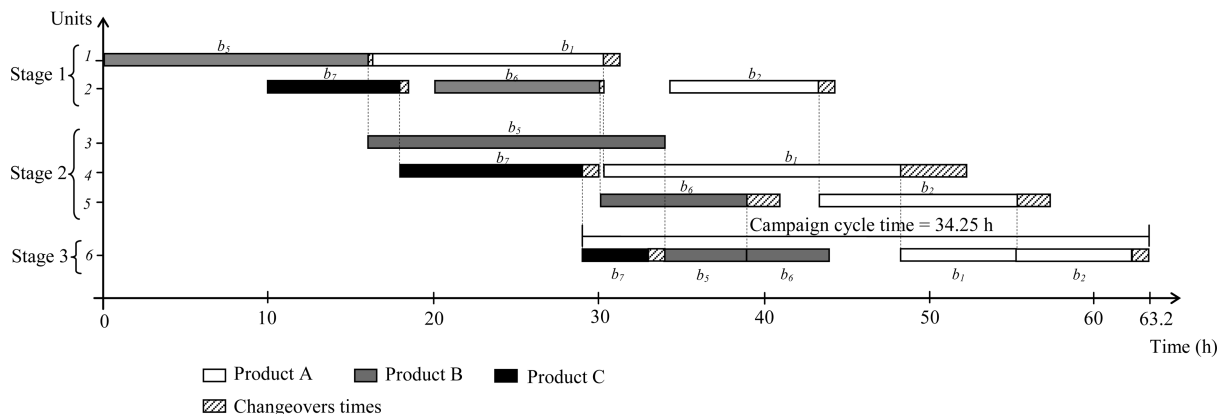 Units
b5 b1
Stage 1 1
b7 b6 b2
2
b5
3
b7 b1
Stage 2 4
b6 b2
5
Campaign cycle time = 34.25 h
Stage 3 6
b7 b5 b6 b1 b2
0 10 20 30 40 50 60 63.2
Time (h)
Product A Product B Product C
Changeovers times